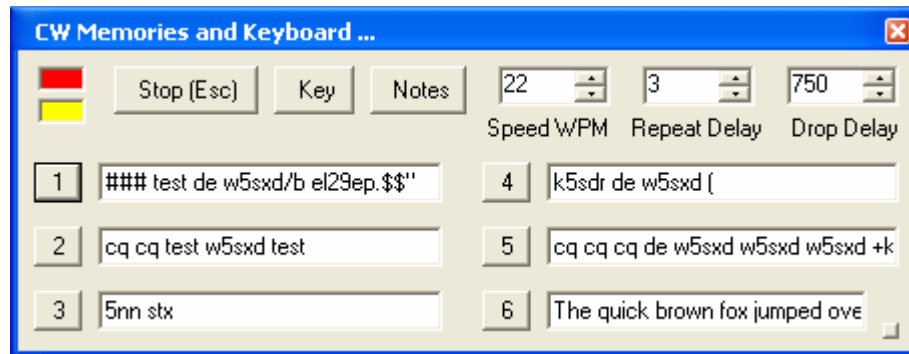 CW Memories and Keyboard ...
Stop (Esc) Key Notes 22 3 750
Speed WPM Repeat Delay Drop Delay
1 ### test de w5sxd/b el29ep.$$" 4 k5sdr de w5sxd (
2 cq cq test w5sxd test 5 cq cq cq de w5sxd w5sxd w5sxd +k
3 5nn stx 6 The quick brown fox jumped ove